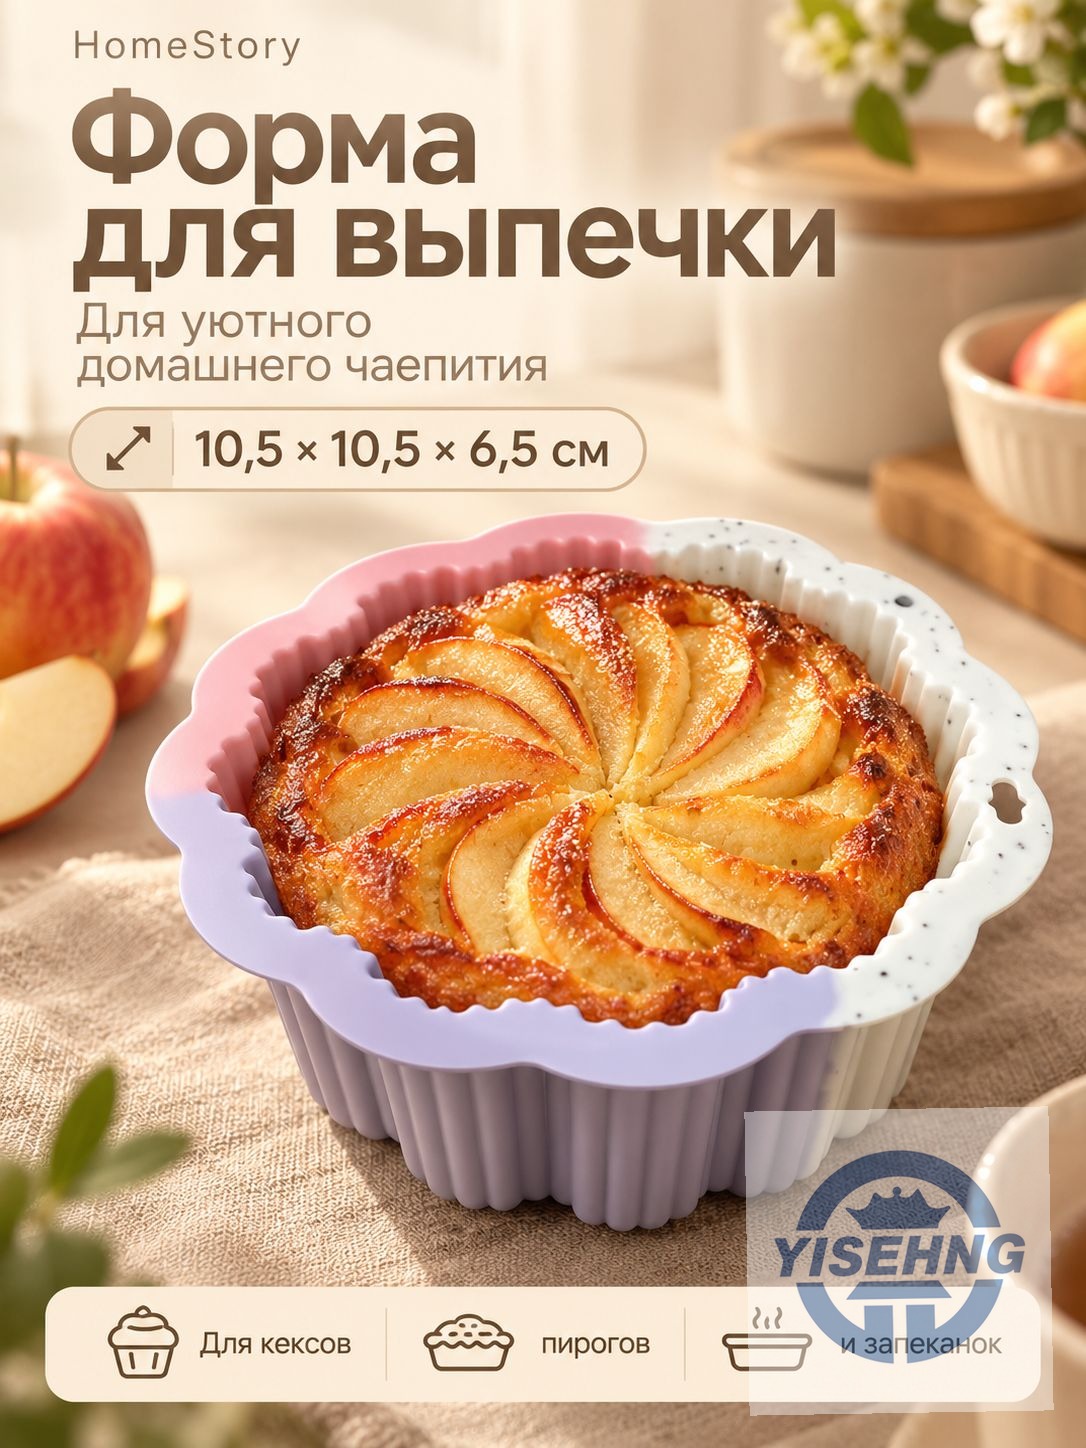 HomeStory
Форма
для выпечки
Для уютного
домашнего чаепития
10,5 × 10,5 × 6,5 см
Для кексов
пирогов
и запеканок
YISEHNG